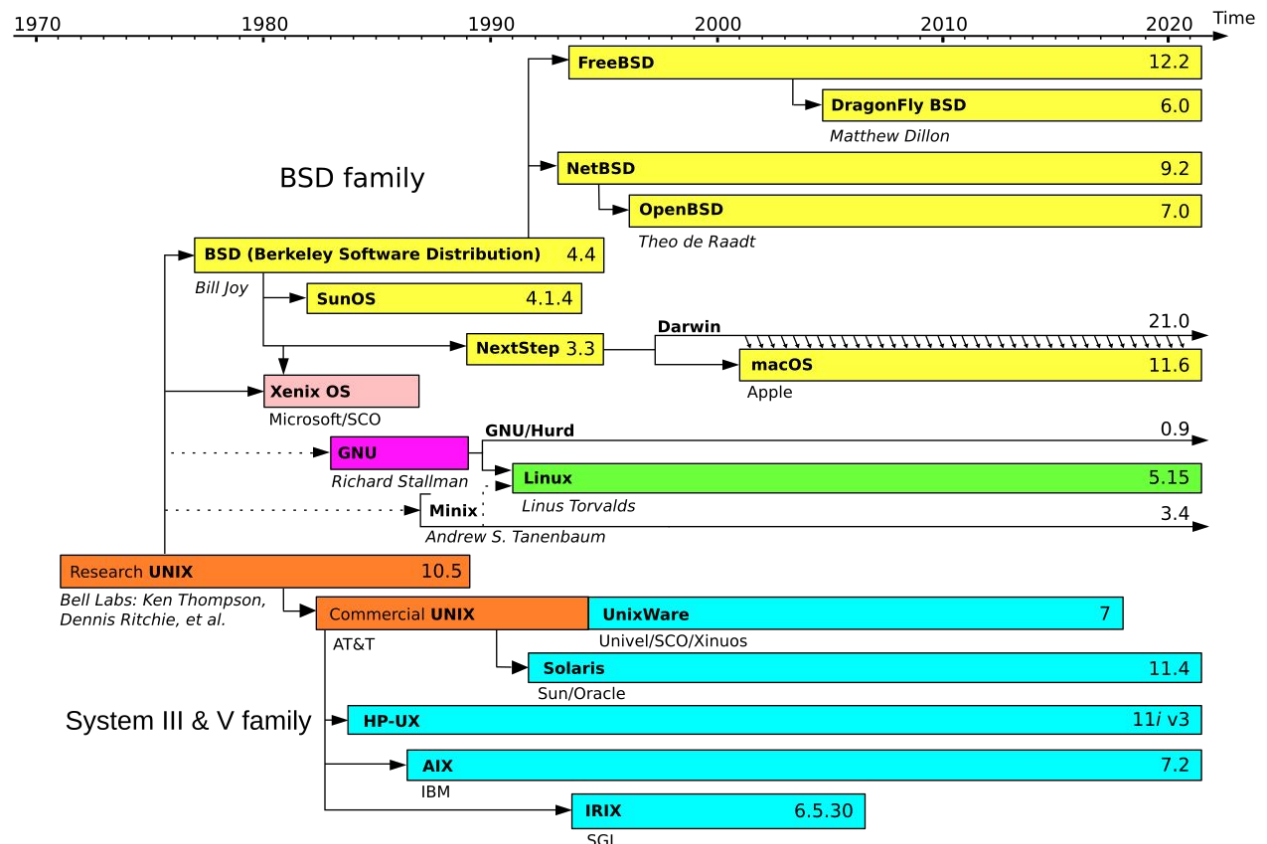 1970 1980 1990 2000 2010 2020 Time
FreeBSD 12.2
DragonFly BSD 6.0
Matthew Dillon
BSD family
NetBSD 9.2
OpenBSD 7.0
Theo de Raadt
BSD (Berkeley Software Distribution) 4.4
Bill Joy
SunOS 4.1.4
Darwin 21.0
NextStep 3.3
macOS 11.6
Apple
Xenix OS
Microsoft/SCO
GNU/Hurd 0.9
GNU
Richard Stallman
Linux 5.15
Linus Torvalds
Minix 3.4
Andrew S. Tanenbaum
Research UNIX 10.5
Bell Labs: Ken Thompson,
Dennis Ritchie, et al.
Commercial UNIX UnixWare 7
AT&T
Univel/SCO/Xinuos
Solaris 11.4
Sun/Oracle
System III & V family
HP-UX 11i v3
AIX 7.2
IBM
IRIX 6.5.30
SGI